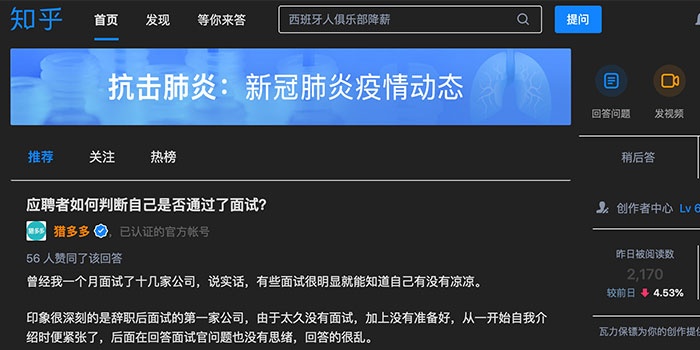 知乎 首页 发现 等你来答 西班牙人俱乐部降薪 提问
抗击肺炎：新冠肺炎疫情动态
回答问题 发视频
推荐 关注 热榜
稍后答
应聘者如何判断自己是否通过了面试?
猎多多 猎多多 ，已认证的官方帐号
创作者中心 Lv 6
56 人赞同了该回答
昨日被阅读数
2,170
曾经我一个月面试了十几家公司，说实话，有些面试很明显就能知道自己有没有凉凉。
较前日 4.53%
印象很深刻的是辞职后面试的第一家公司，由于太久没有面试，加上没有准备好，从一开始自我介
绍时便紧张了，后面在回答面试官问题也没有思绪，回答的很乱。
瓦力保镖为你的创作提